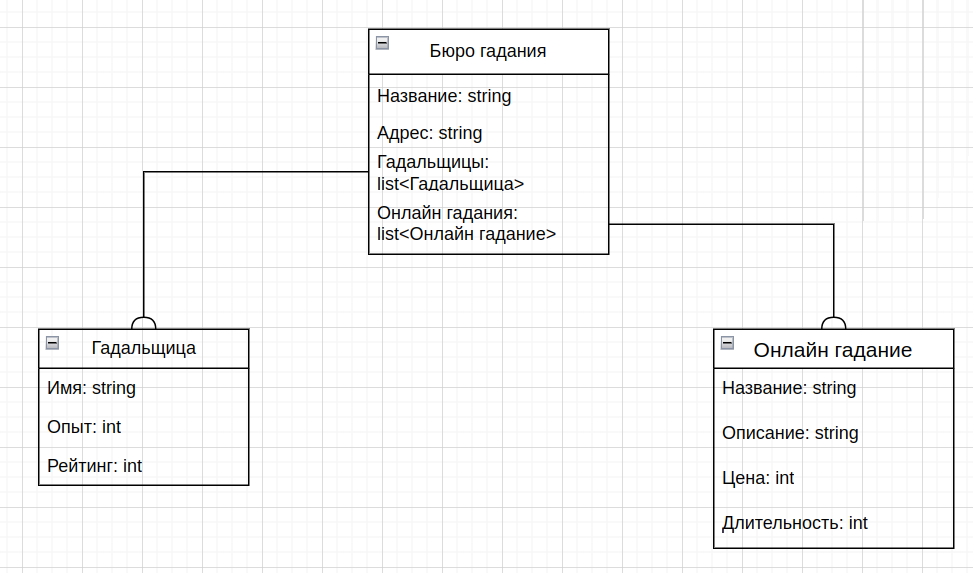 Бюро гадания
Название: string
Адрес: string
Гадальщицы:
list<Гадальщица>
Онлайн гадания:
list<Онлайн гадание>
Гадальщица
Имя: string
Опыт: int
Рейтинг: int
Онлайн гадание
Название: string
Описание: string
Цена: int
Длительность: int